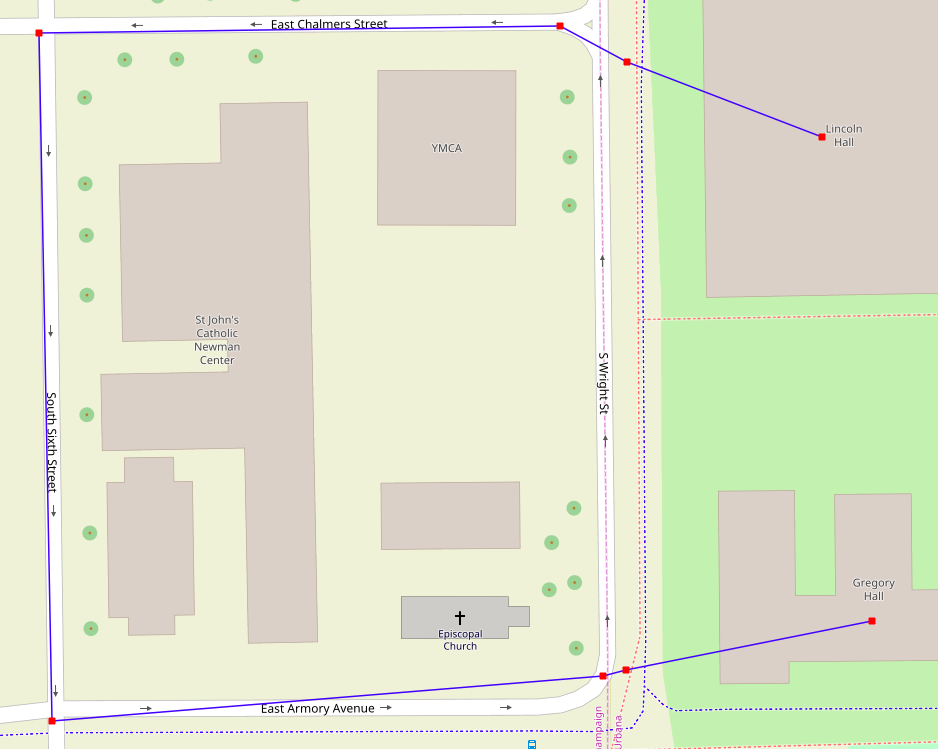 East Chalmers Street
YMCA
Lincoln
Hall
St John's
Catholic
Newman
Center
S Wright St
South Sixth Street
Gregory
Hall
Episcopal
Church
East Armory Avenue
ampaign
Urbana